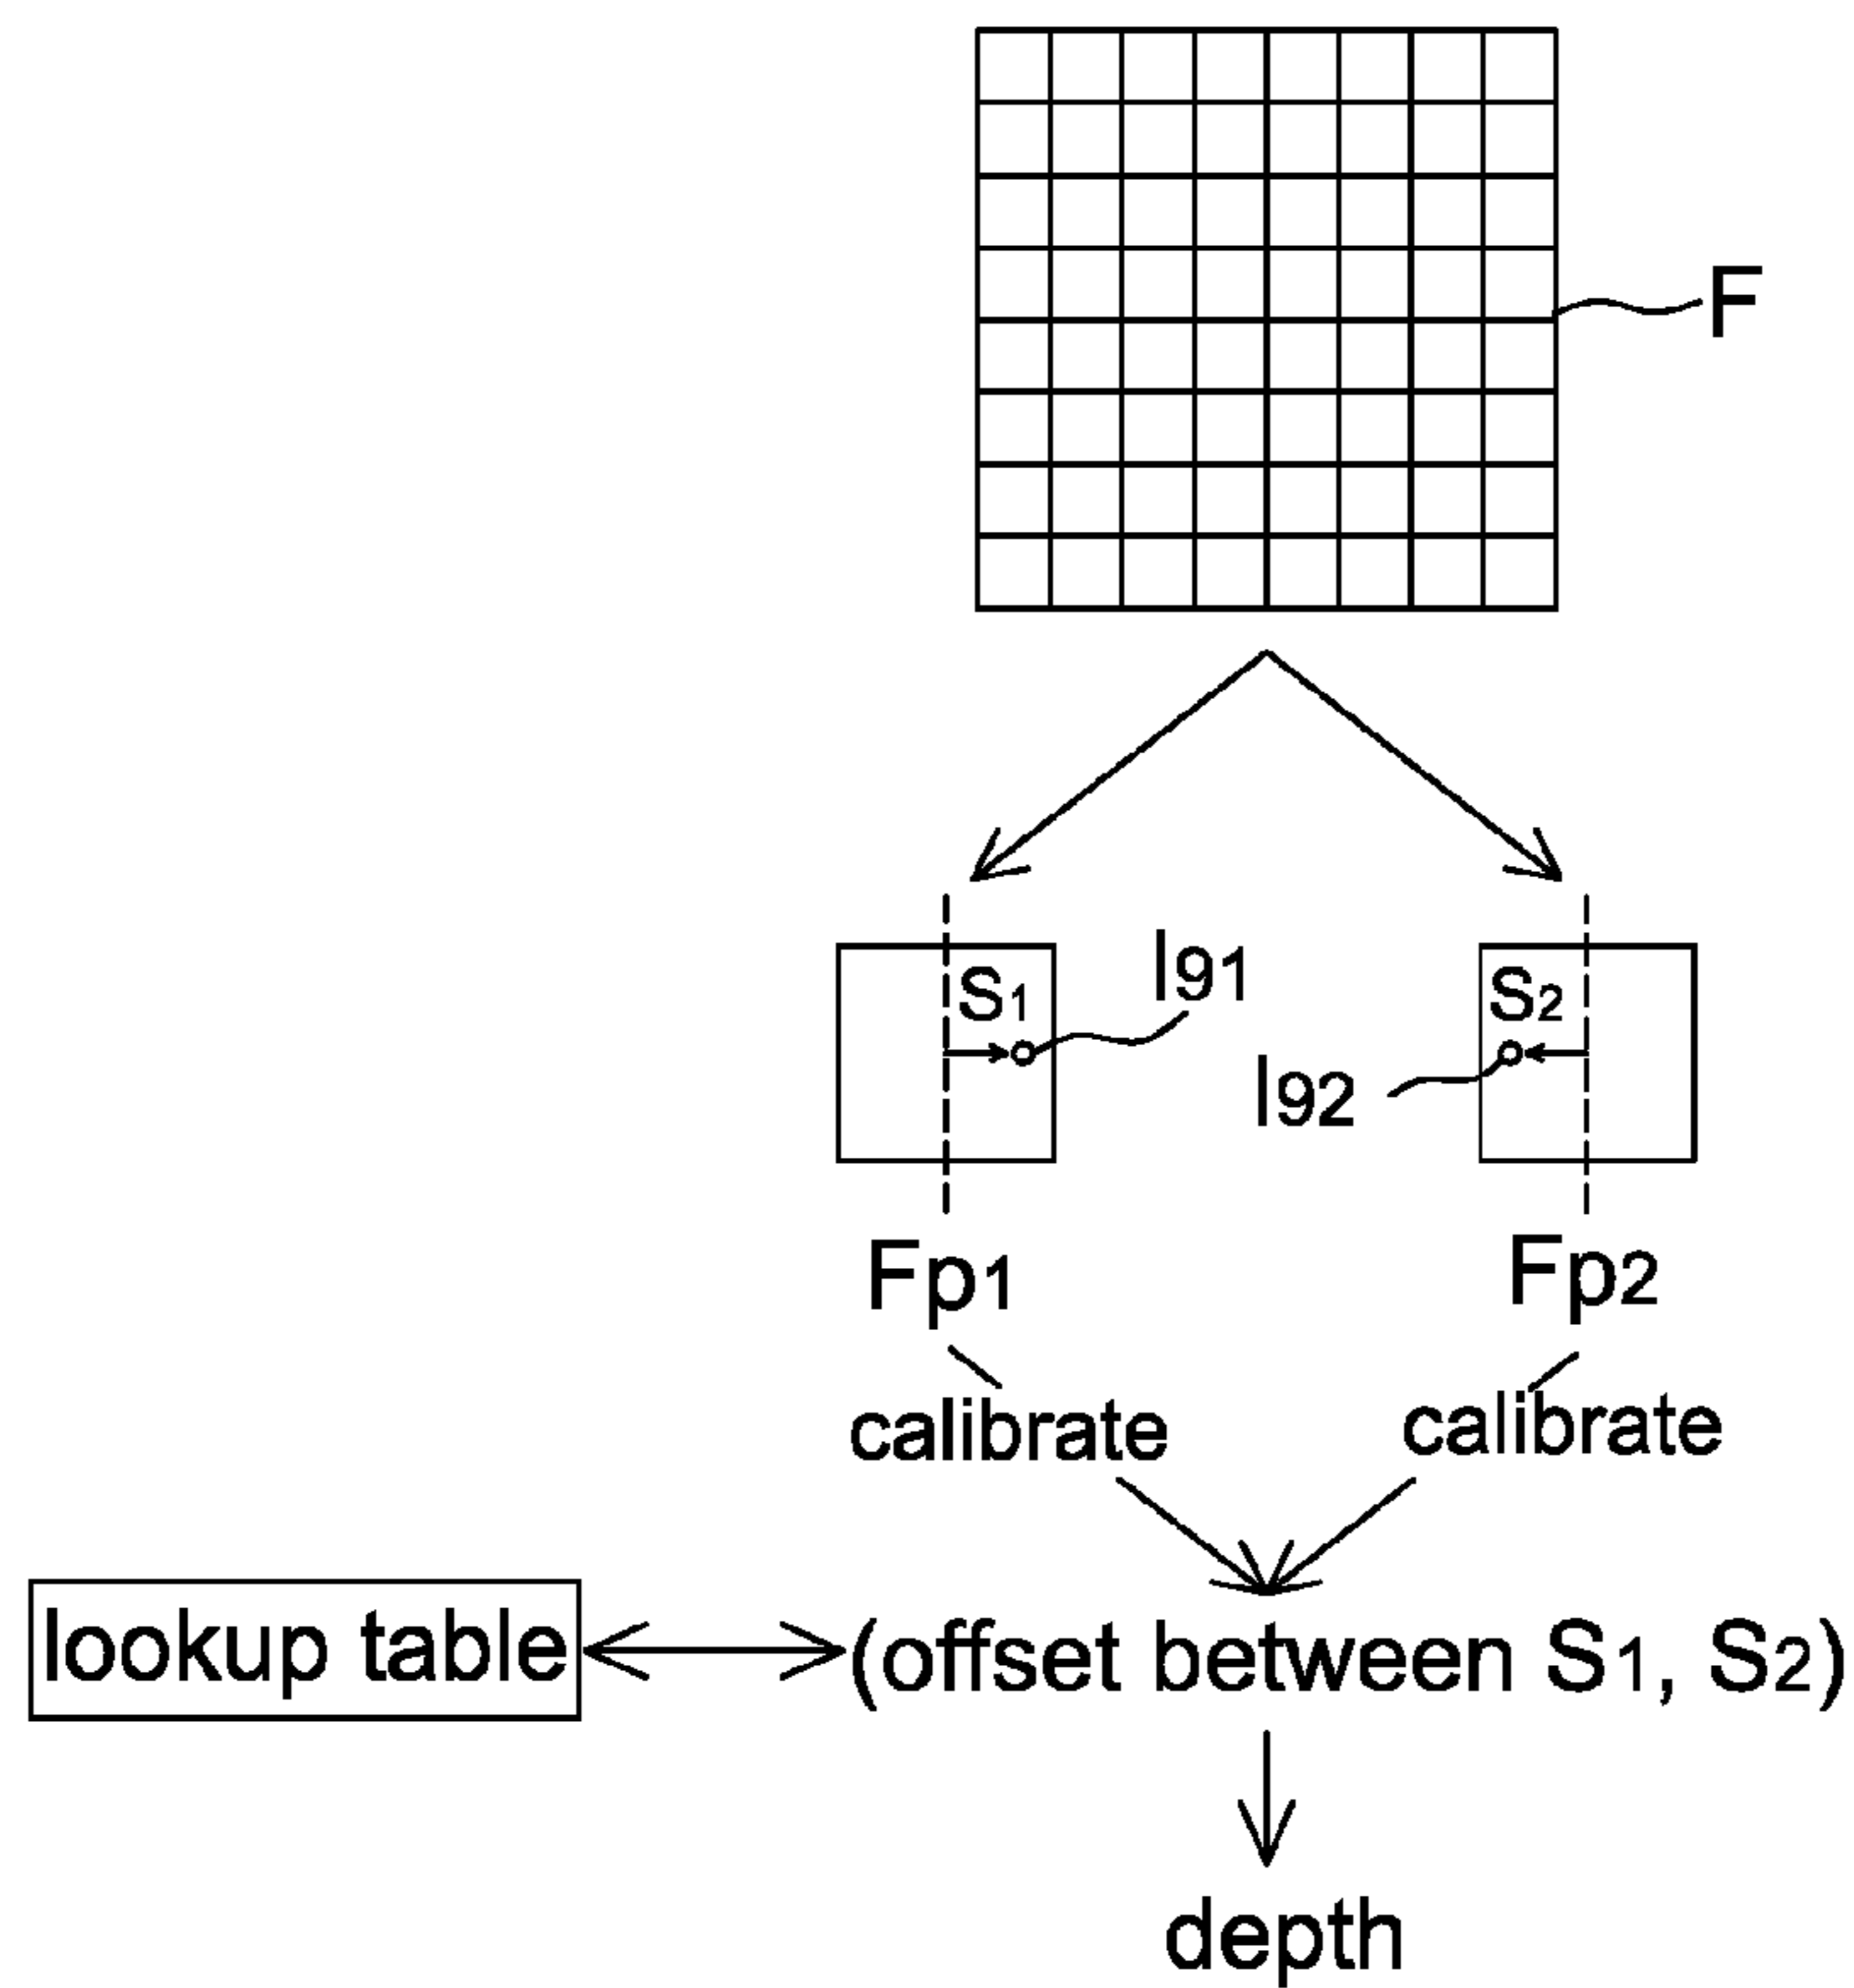 F
S1
I91
S2
I92
Fp1
Fp2
calibrate
calibrate
lookup table
(offset between S1, S2)
depth